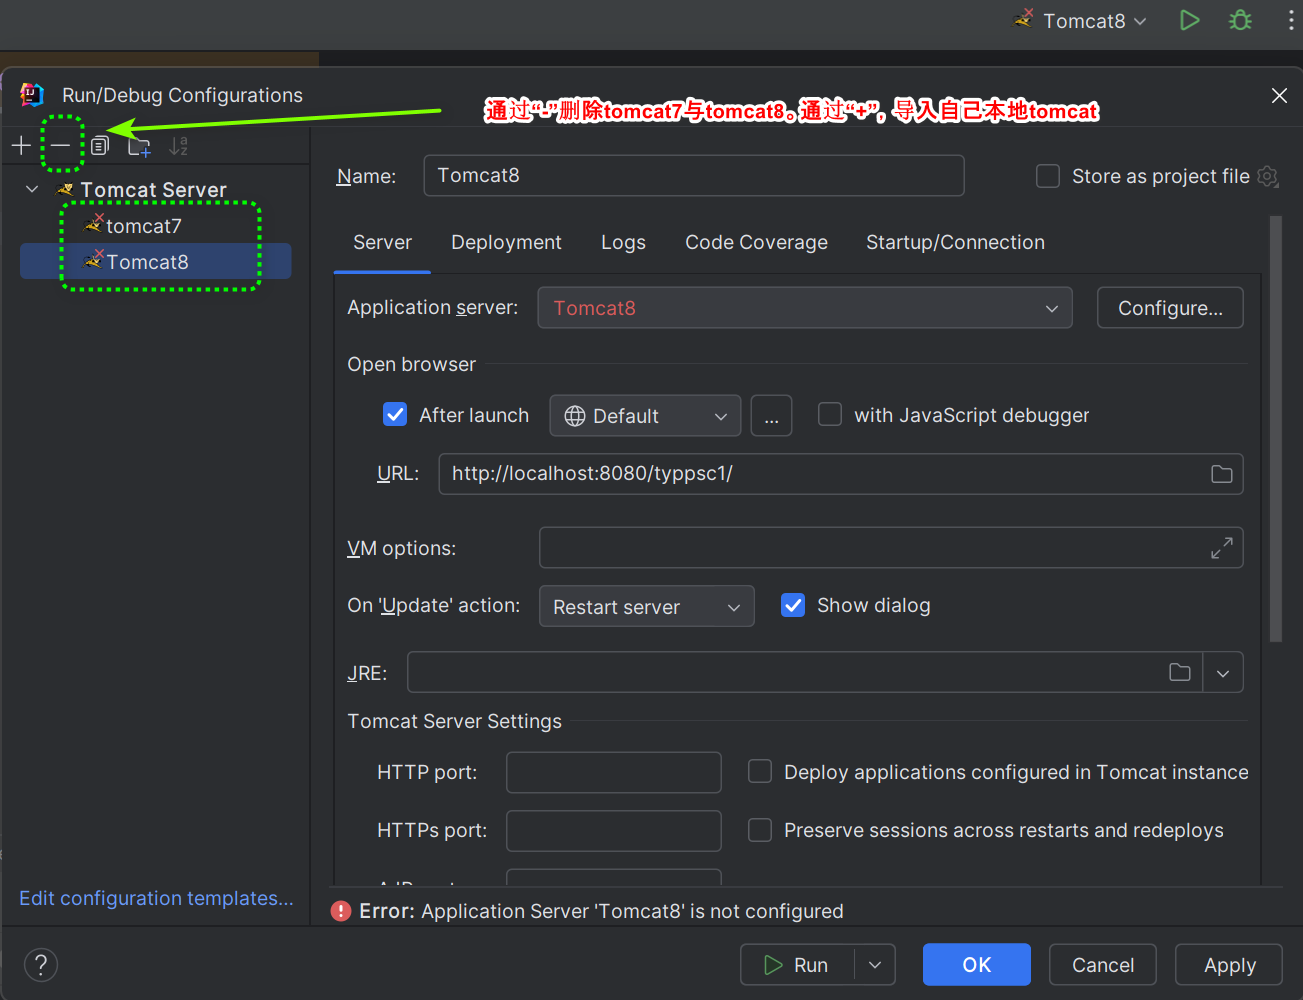 Tomcat8
Run/Debug Configurations
通过“-”删除tomcat7与tomcat8。通过“+”，导入自己本地tomcat
Tomcat Server
tomcat7
Tomcat8
Edit configuration templates...
Name: Tomcat8 Store as project file
Server Deployment Logs Code Coverage Startup/Connection
Application server: Tomcat8 Configure...
Open browser
After launch Default ... with JavaScript debugger
URL: http://localhost:8080/typpsc1/
VM options:
On 'Update' action: Restart server Show dialog
JRE:
Tomcat Server Settings
HTTP port: Deploy applications configured in Tomcat instance
HTTPs port: Preserve sessions across restarts and redeploys
Error: Application Server 'Tomcat8' is not configured
? Run OK Cancel Apply